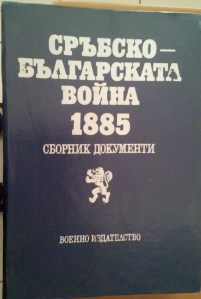 СРЪБСКО–
БЪЛГАРСКАТА
ВОЙНА
1885
СБОРНИК ДОКУМЕНТИ
ВОЕННО ИЗДАТЕЛСТВО